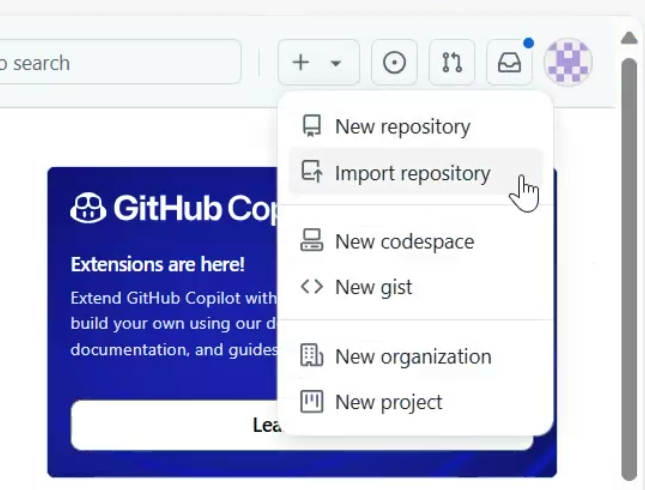 o search
New repository
Import repository
New codespace
New gist
New organization
New project
GitHub Cop
Extensions are here!
Extend GitHub Copilot with
build your own using our d
documentation, and guides
Lea